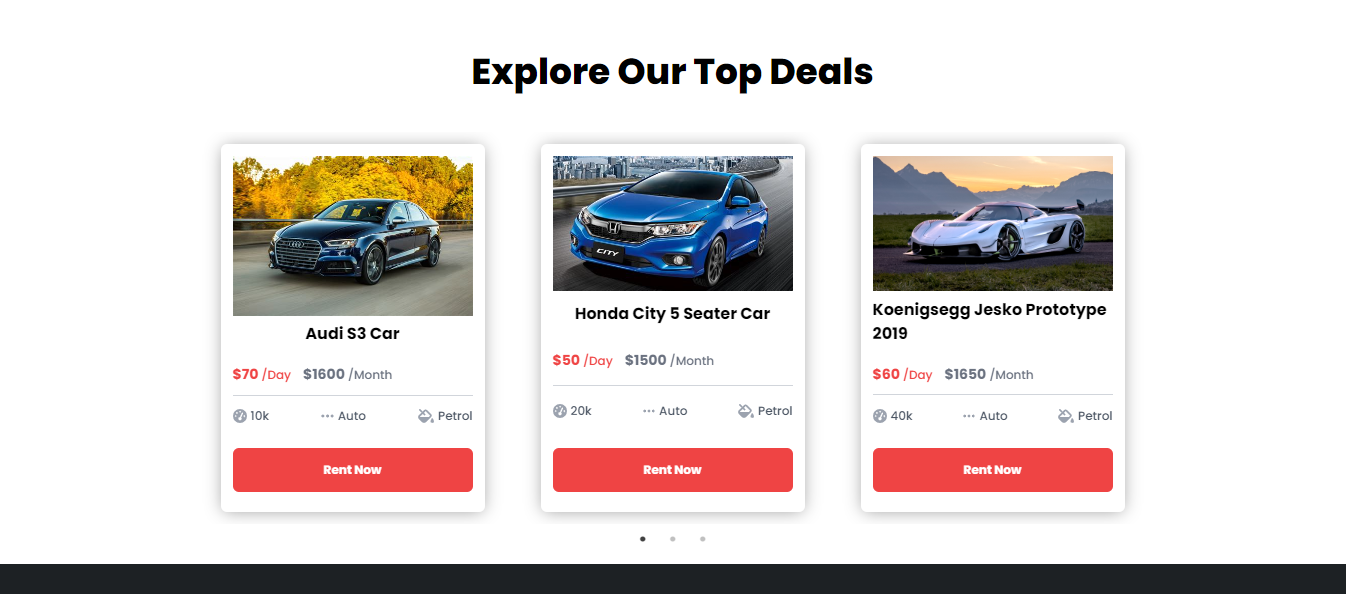 Explore Our Top Deals
CITY
Audi S3 Car
Honda City 5 Seater Car
Koenigsegg Jesko Prototype
2019
$70 /Day $1600 /Month
$50 /Day $1500 /Month
$60 /Day $1650 /Month
10k Auto Petrol
20k Auto Petrol
40k Auto Petrol
Rent Now
Rent Now
Rent Now